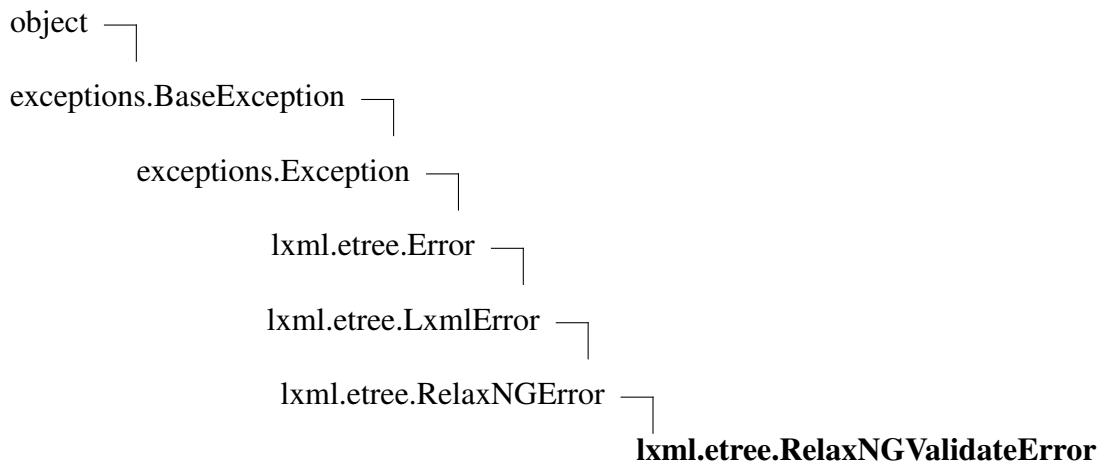 object
exceptions.BaseException
exceptions.Exception
lxml.etree.Error
lxml.etree.LxmlError
lxml.etree.RelaxNGError
lxml.etree.RelaxNGValidateError